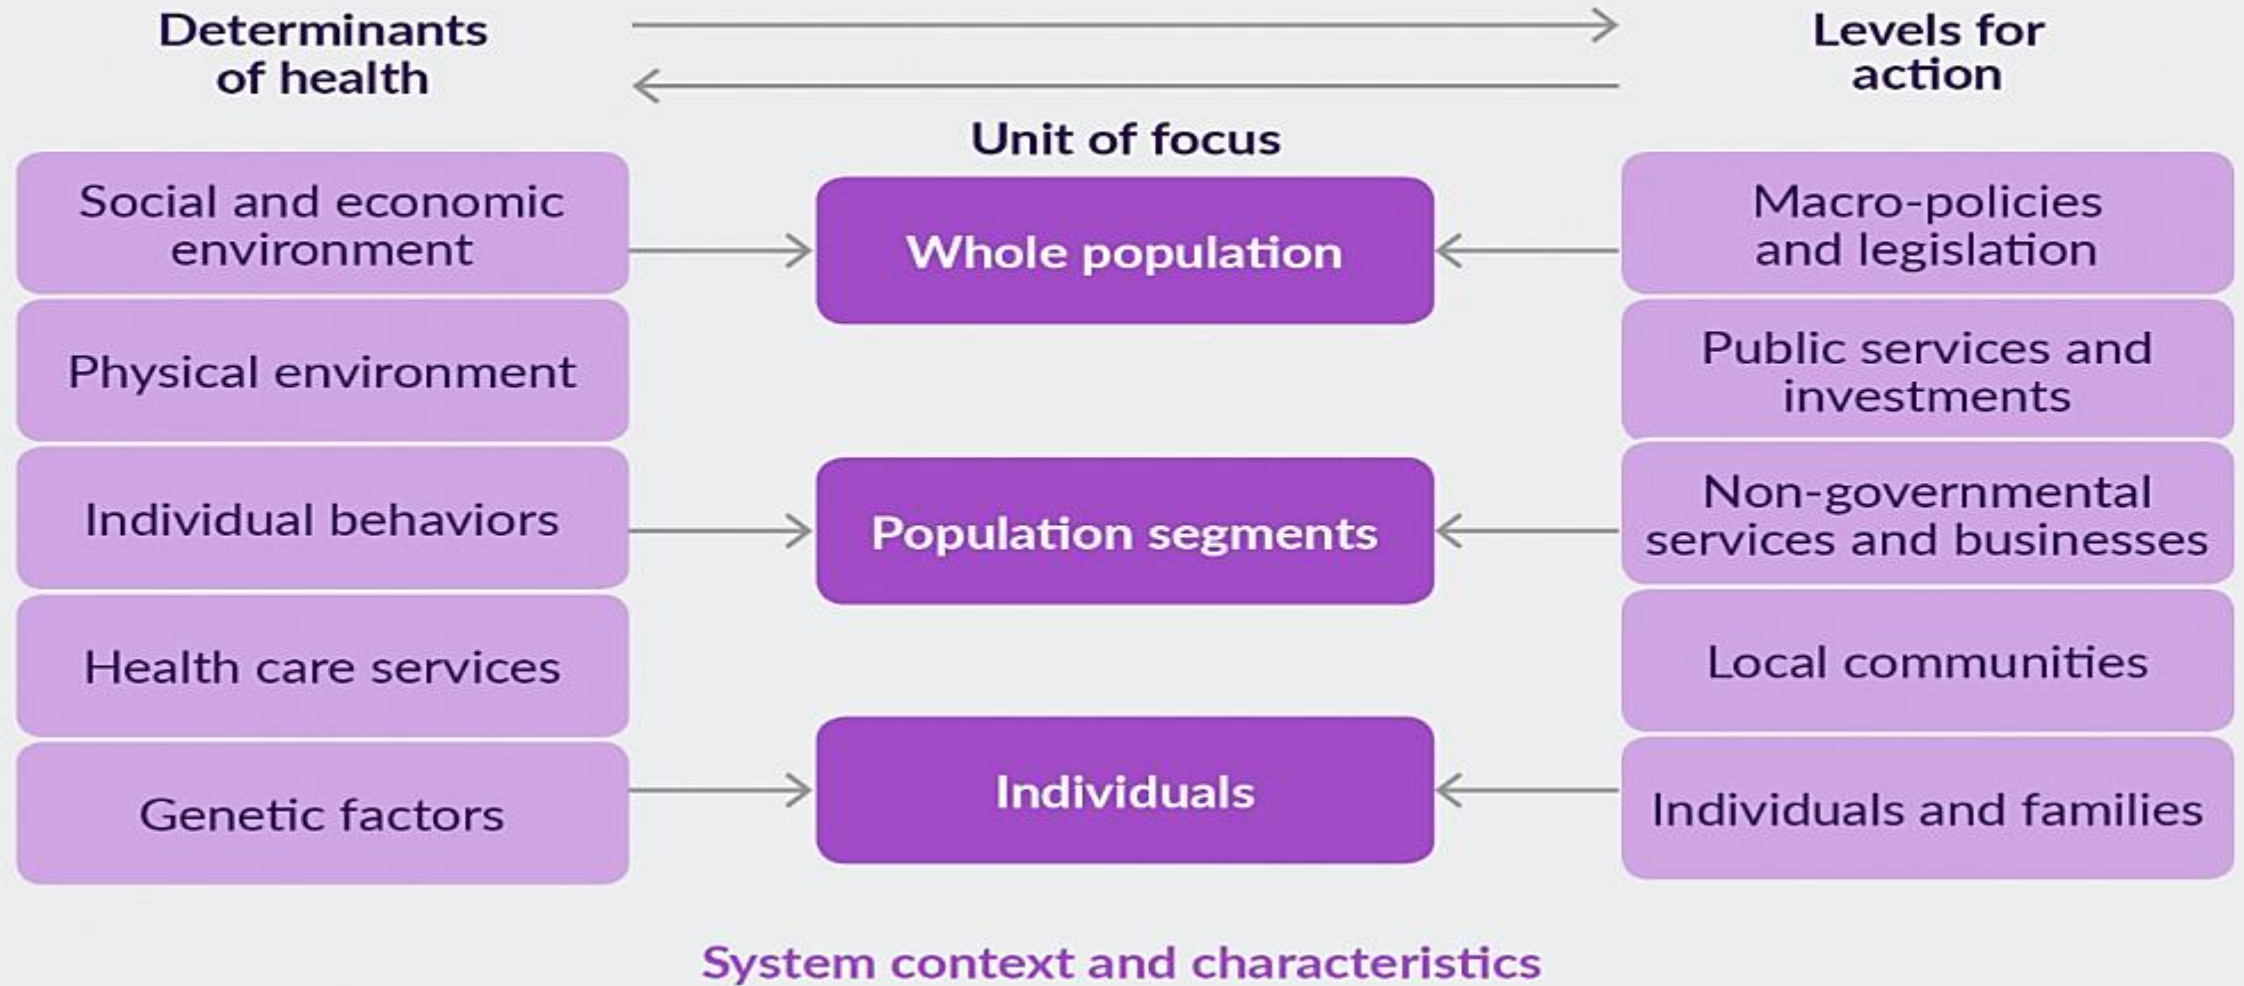 Determinants
of health
Levels for
action
Unit of focus
Social and economic
environment
Physical environment
Individual behaviors
Health care services
Genetic factors
Whole population
Population segments
Individuals
Macro-policies
and legislation
Public services and
investments
Non-governmental
services and businesses
Local communities
Individuals and families
System context and characteristics